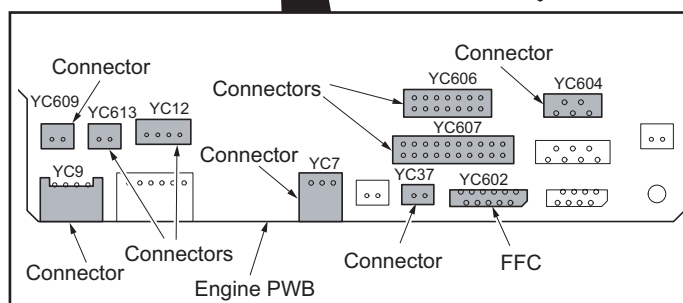 Connector
Connector
Connectors
YC606
YC604
YC609
YC613
YC12
YC607
Connector
YC9
YC7
YC37
YC602
Connectors
Connector
Connector
FFC
Engine PWB